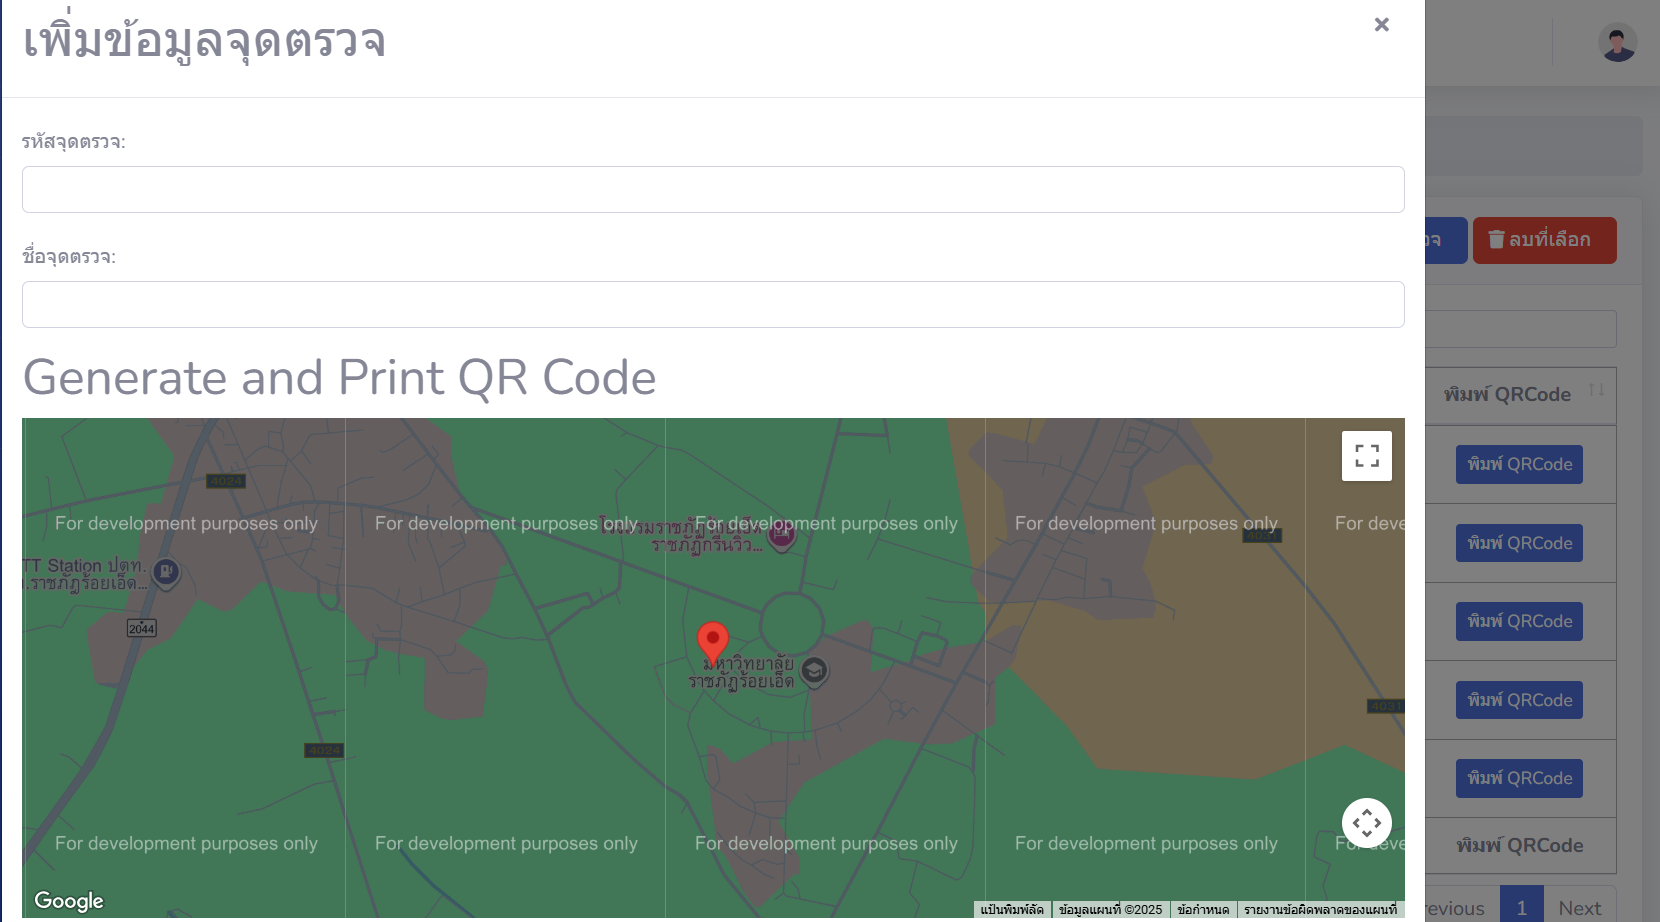 เพิ่มข้อมูลจุดตรวจ
×
รหัสจุดตรวจ:
ชื่อจุดตรวจ:
ลบที่เลือก
Generate and Print QR Code
พิมพ์ QRCode
พิมพ์ QRCode
พิมพ์ QRCode
พิมพ์ QRCode
พิมพ์ QRCode
พิมพ์ QRCode
พิมพ์ QRCode
4024
For development purposes only
For development purposes only
For development purposes only
For development purposes only
For deve
โรงแรมราชภัฏร้อยเอ็ด
ราชภัฏกรีนวิว...
4031
TT Station ปตท.
ม.ราชภัฏร้อยเอ็ด...
2044
มหาวิทยาลัย
ราชภัฏร้อยเอ็ด
4031
4024
For development purposes only
For development purposes only
For development purposes only
For development purposes only
Google
แป้นพิมพ์ลัด
ข้อมูลแผนที่ ©2025
ข้อกำหนด
รายงานข้อผิดพลาดของแผนที่
evious
1
Next